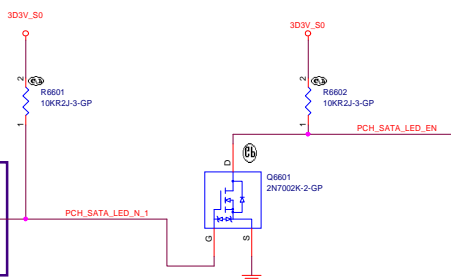 3D3V_S0
3D3V_S0
2
R6601
10KR2J-3-GP
1
2
R6602
10KR2J-3-GP
1
PCH_SATA_LED_EN
D
Q6601
2N7002K-2-GP
PCH_SATA_LED_N_1
G
S